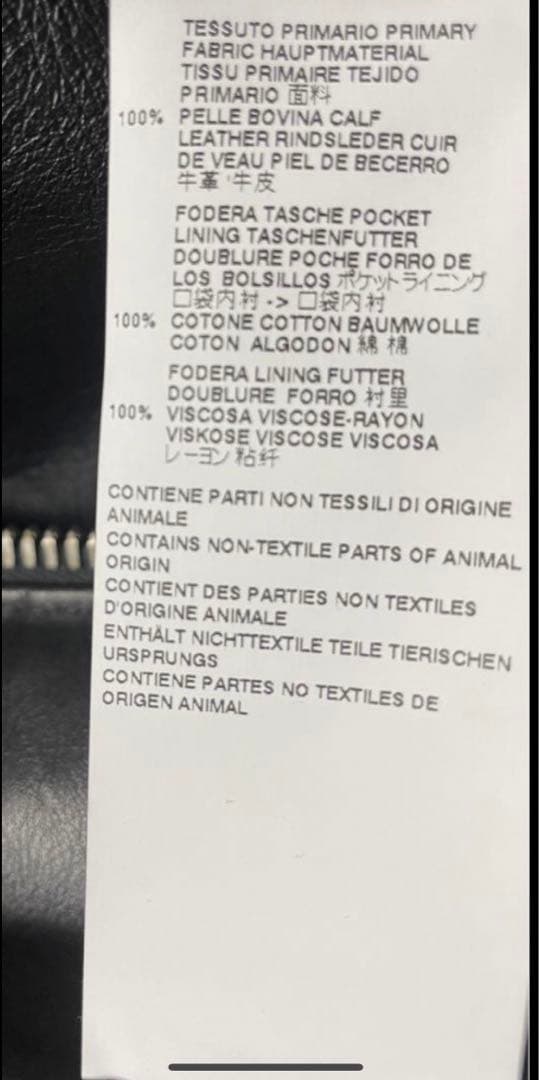 TESSUTO PRIMARIO PRIMARY
FABRIC HAUPTMATERIAL
TISSU PRIMAIRE TEJIDO
PRIMARIO 面料
100% PELLE BOVINA CALF
LEATHER RINDSLEDER CUIR
DE VEAU PIEL DE BECERRO
牛革 牛皮
FODERA TASCHE POCKET
LINING TASCHENFUTTER
DOUBLURE POCHE FORRO DE
LOS BOLSILLOS ポケットライニング
口袋内衬 -> 口袋内衬
100% COTONE COTTON BAUMWOLLE
COTON ALGODON 綿 棉
FODERA LINING FUTTER
DOUBLURE FORRO 衬里
100% VISCOSA VISCOSE-RAYON
VISKOSE VISCOSE VISCOSA
レーヨン 粘纤
CONTIENE PARTI NON TESSILI DI ORIGINE
ANIMALE
CONTAINS NON-TEXTILE PARTS OF ANIMAL
ORIGIN
CONTIENT DES PARTIES NON TEXTILES
D'ORIGINE ANIMALE
ENTHÄLT NICHTTEXTILE TEILE TIERISCHEN
URSPRUNGS
CONTIENE PARTES NO TEXTILES DE
ORIGEN ANIMAL